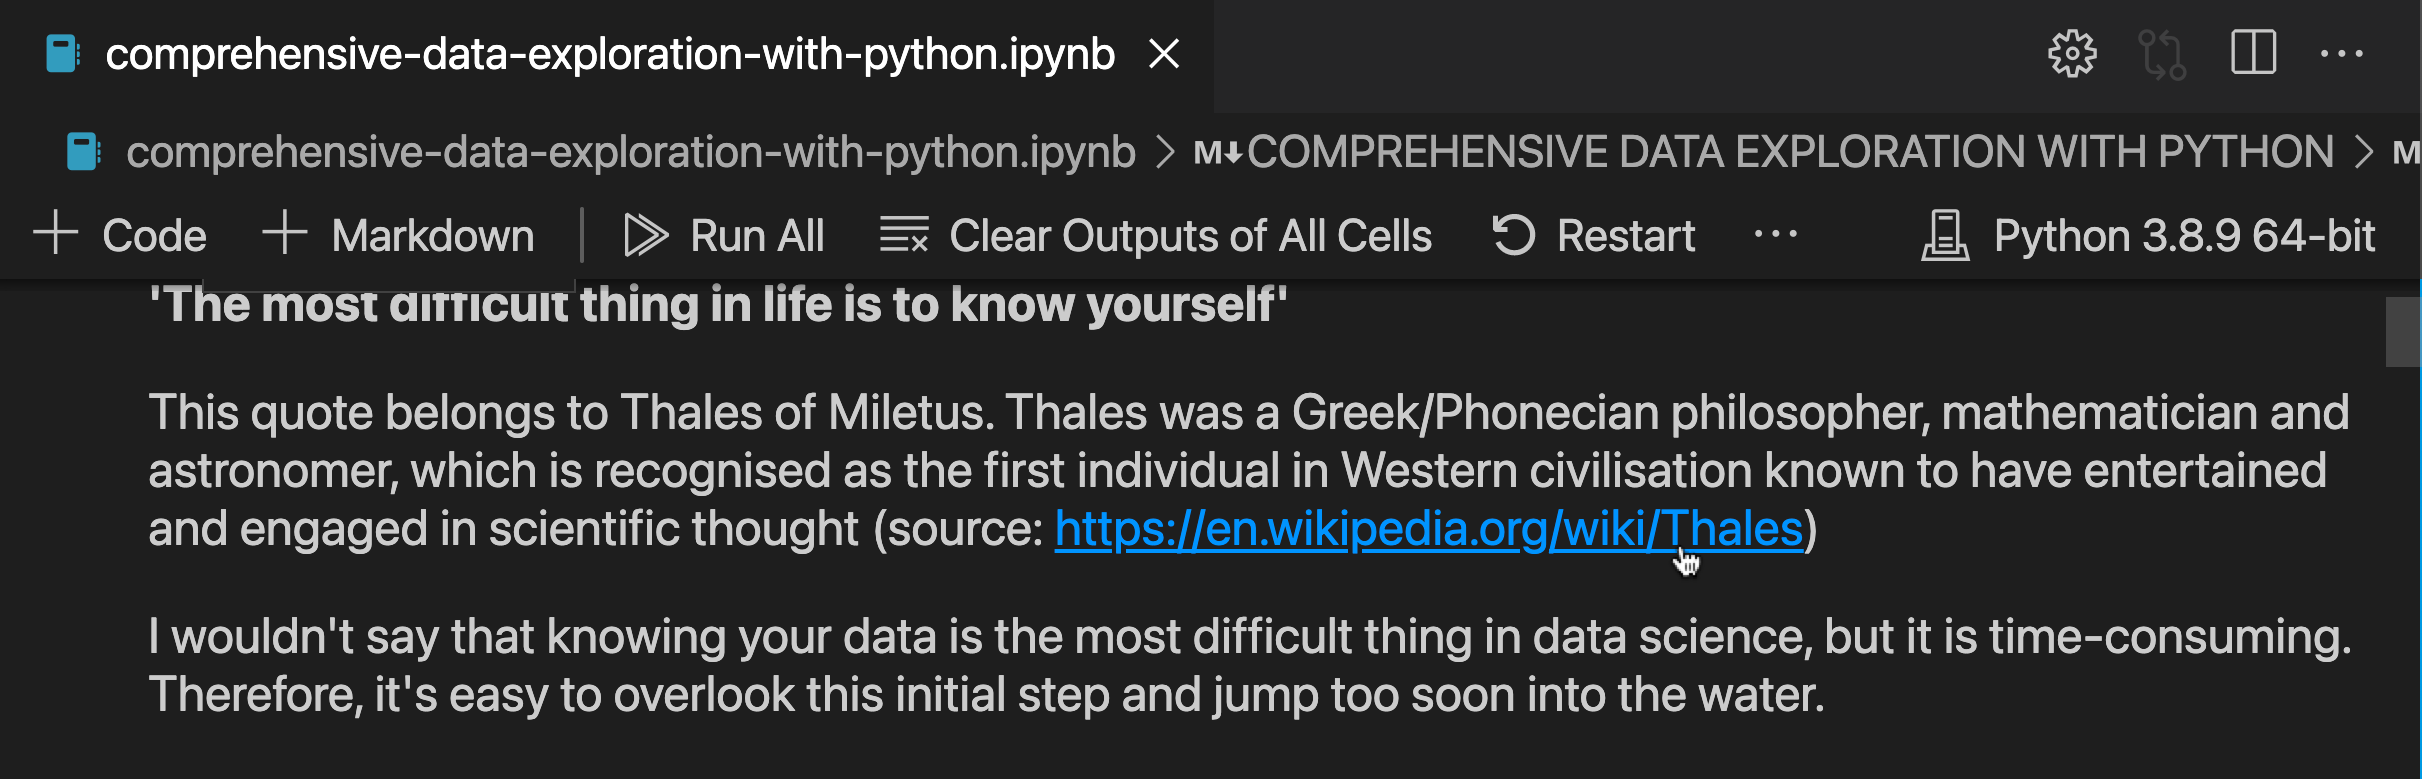 comprehensive-data-exploration-with-python.ipynb
comprehensive-data-exploration-with-python.ipynb > M↓COMPREHENSIVE DATA EXPLORATION WITH PYTHON > M
+ Code + Markdown Run All Clear Outputs of All Cells Restart ... Python 3.8.9 64-bit
'The most difficult thing in life is to know yourself'
This quote belongs to Thales of Miletus. Thales was a Greek/Phonecian philosopher, mathematician and
astronomer, which is recognised as the first individual in Western civilisation known to have entertained
and engaged in scientific thought (source: https://en.wikipedia.org/wiki/Thales)
I wouldn't say that knowing your data is the most difficult thing in data science, but it is time-consuming.
Therefore, it's easy to overlook this initial step and jump too soon into the water.